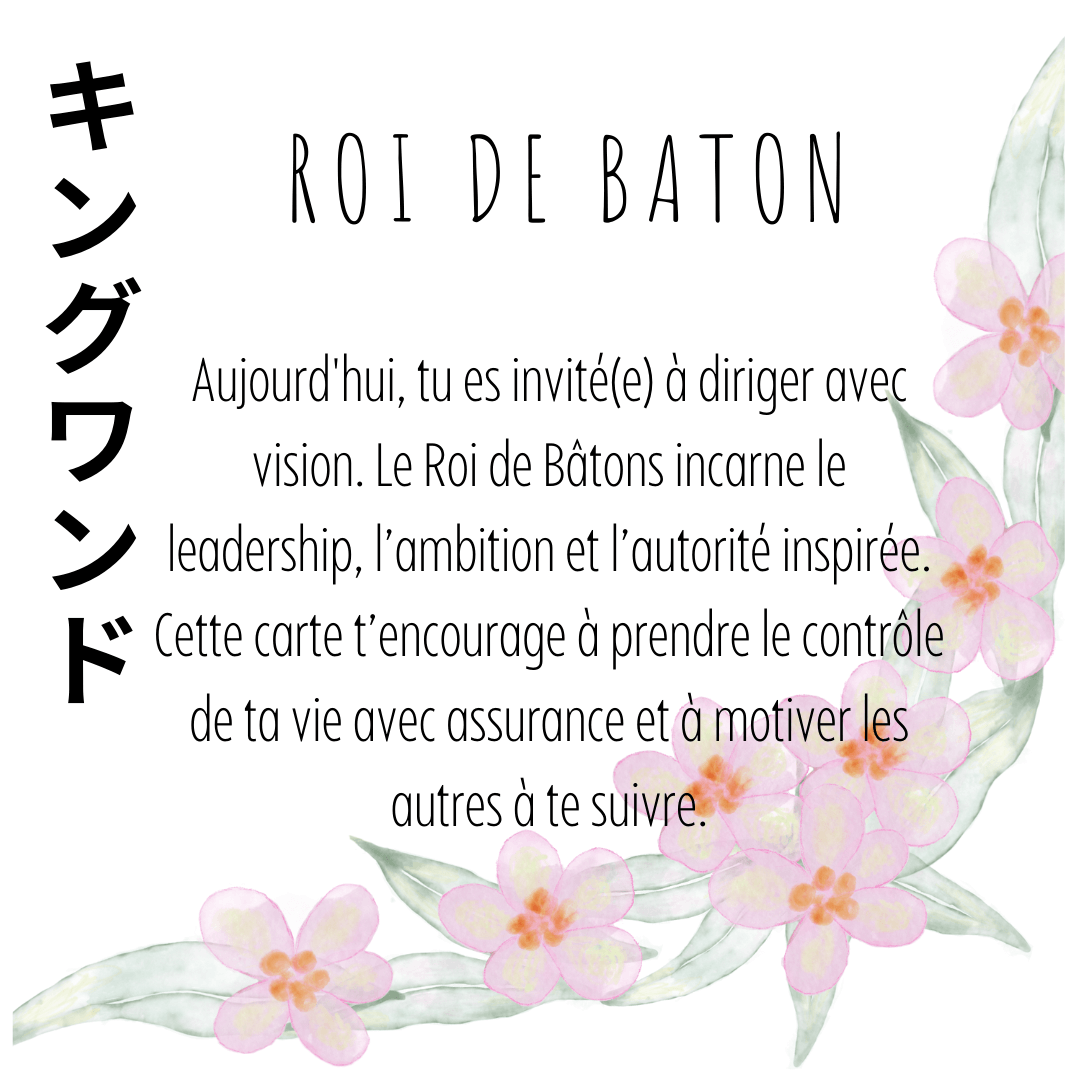 キングワンド
ROI DE BATON
Aujourd'hui, tu es invité(e) à diriger avec
vision. Le Roi de Bâtons incarne le
leadership, l’ambition et l’autorité inspirée.
Cette carte t’encourage à prendre le contrôle
de ta vie avec assurance et à motiver les
autres à te suivre.